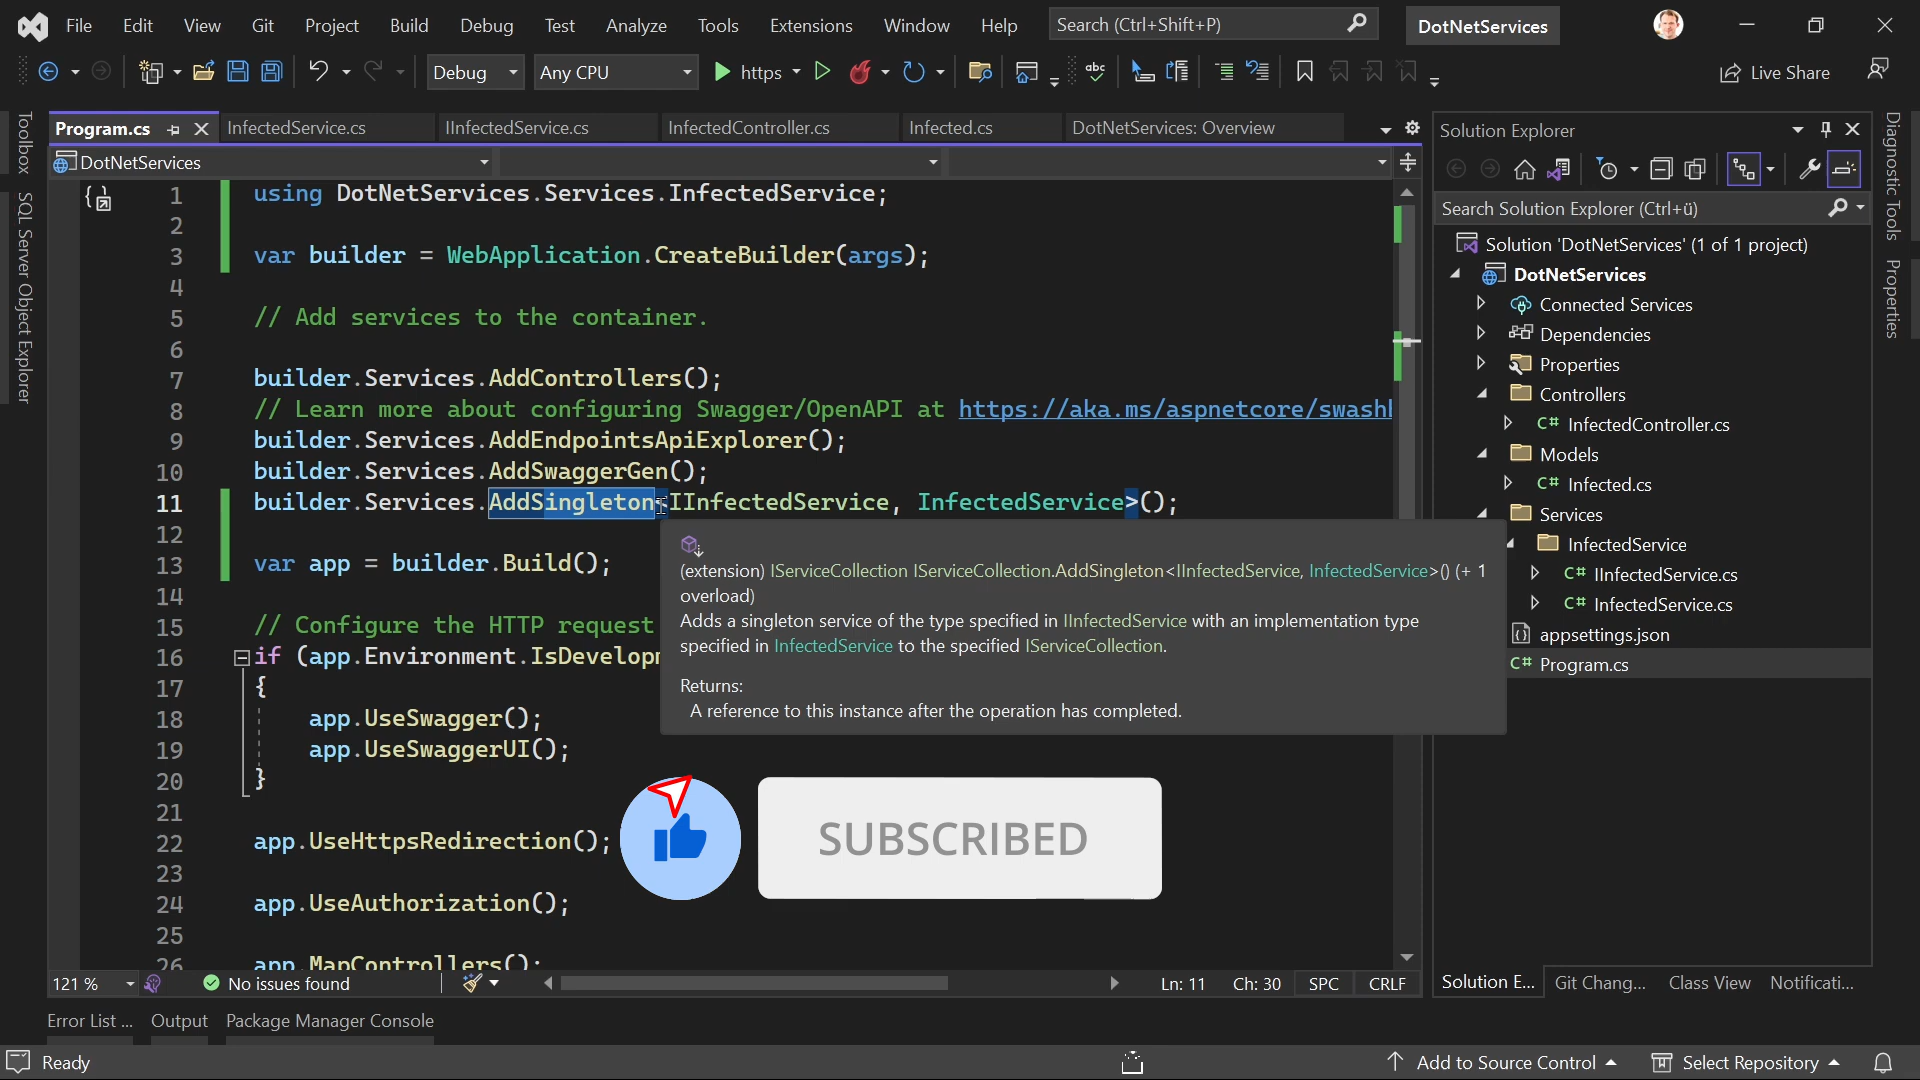 File Edit View Git Project Build Debug Test Analyze Tools Extensions Window Help Search (Ctrl+Shift+P) DotNetServices
Debug Any CPU https abc Live Share
Toolbox
SQL Server Object Explorer
Program.cs InfectedService.cs IInfectedService.cs InfectedController.cs Infected.cs DotNetServices: Overview
DotNetServices
1 using DotNetServices.Services.InfectedService;
2
3 var builder = WebApplication.CreateBuilder(args);
4
5 // Add services to the container.
6
7 builder.Services.AddControllers();
8 // Learn more about configuring Swagger/OpenAPI at https://aka.ms/aspnetcore/swash
9 builder.Services.AddEndpointsApiExplorer();
10 builder.Services.AddSwaggerGen();
11 builder.Services.AddSingleton<IInfectedService, InfectedService>();
12
13 var app = builder.Build();
14
15 // Configure the HTTP request
16 if (app.Environment.IsDevelop
17 {
18 app.UseSwagger();
19 app.UseSwaggerUI();
20 }
21
22 app.UseHttpsRedirection();
23
24 app.UseAuthorization();
25
26 app.MapControllers();
(extension) IServiceCollection IServiceCollection.AddSingleton<IInfectedService, InfectedService>() (+ 1
overload)
Adds a singleton service of the type specified in IInfectedService with an implementation type
specified in InfectedService to the specified IServiceCollection.
Returns:
A reference to this instance after the operation has completed.
SUBSCRIBED
121 % No issues found Ln: 11 Ch: 30 SPC CRLF
Solution Explorer
Search Solution Explorer (Ctrl+ü)
Solution 'DotNetServices' (1 of 1 project)
DotNetServices
Connected Services
Dependencies
Properties
Controllers
C# InfectedController.cs
Models
C# Infected.cs
Services
InfectedService
C# IInfectedService.cs
C# InfectedService.cs
appsettings.json
C# Program.cs
Solution E... Git Chang... Class View Notificati...
Diagnostic Tools
Properties
Error List ... Output Package Manager Console
Ready Add to Source Control Select Repository